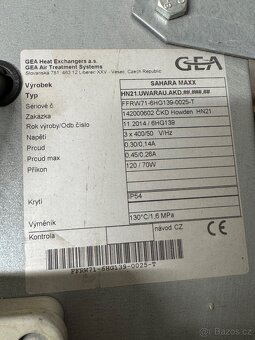 GEA Heat Exchangers a.s.
GEA Air Treatment Systems
Slovanská 781, 463 12 Liberec XXV - Vesec, Czech Republic
GEA
Výrobek SAHARA MAXX
Typ HN21.UWARAU.AKD.##.###.##
Sériové č. FFRW71-6HG139-0025-T
Zakázka 142000602 ČKD Howden HN21
Rok výroby/Odb.číslo 11.2014 / 6HG139
Napětí 3 x 400/50 V/Hz
Proud 0,30/0,14A
Proud 0,45/0,26A
Příkon 120 / 70W
Krytí IP54
Výměník 130°C/1,6 MPa
Kontrola návod CZ
CE
FFRW71-6HG139-0025-T
Bazoš.cz